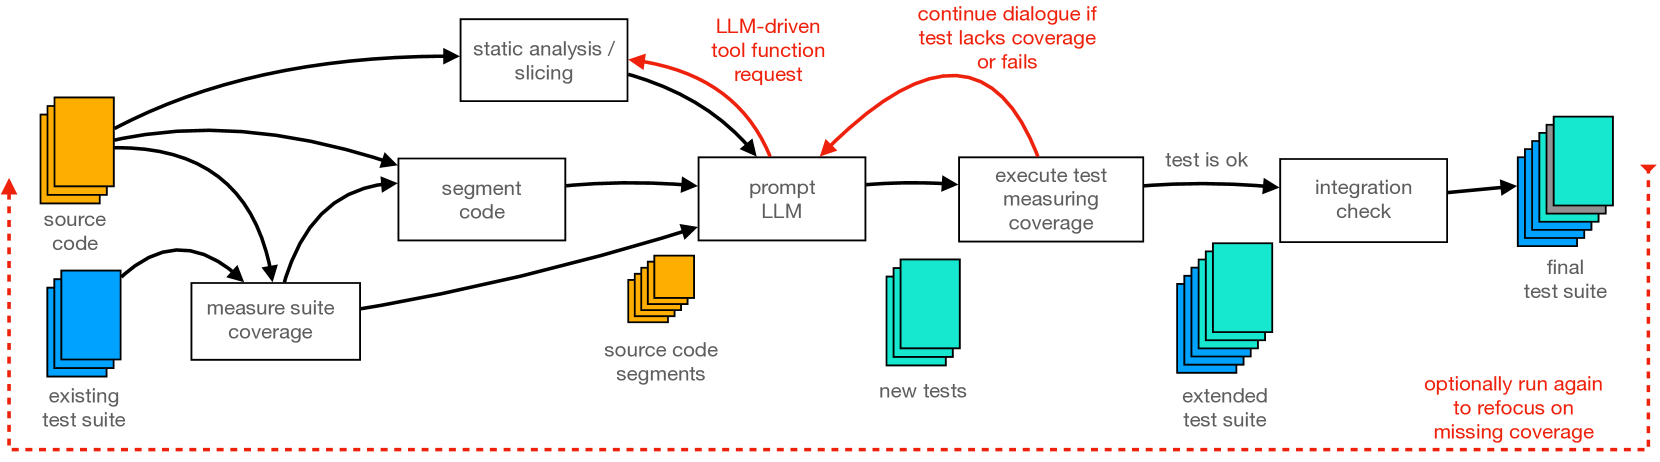 static analysis /
slicing
LLM-driven
tool function
request
continue dialogue if
test lacks coverage
or fails
source
code
segment
code
prompt
LLM
execute test
measuring
coverage
test is ok
integration
check
final
test suite
existing
test suite
measure suite
coverage
source code
segments
new tests
extended
test suite
optionally run again
to refocus on
missing coverage